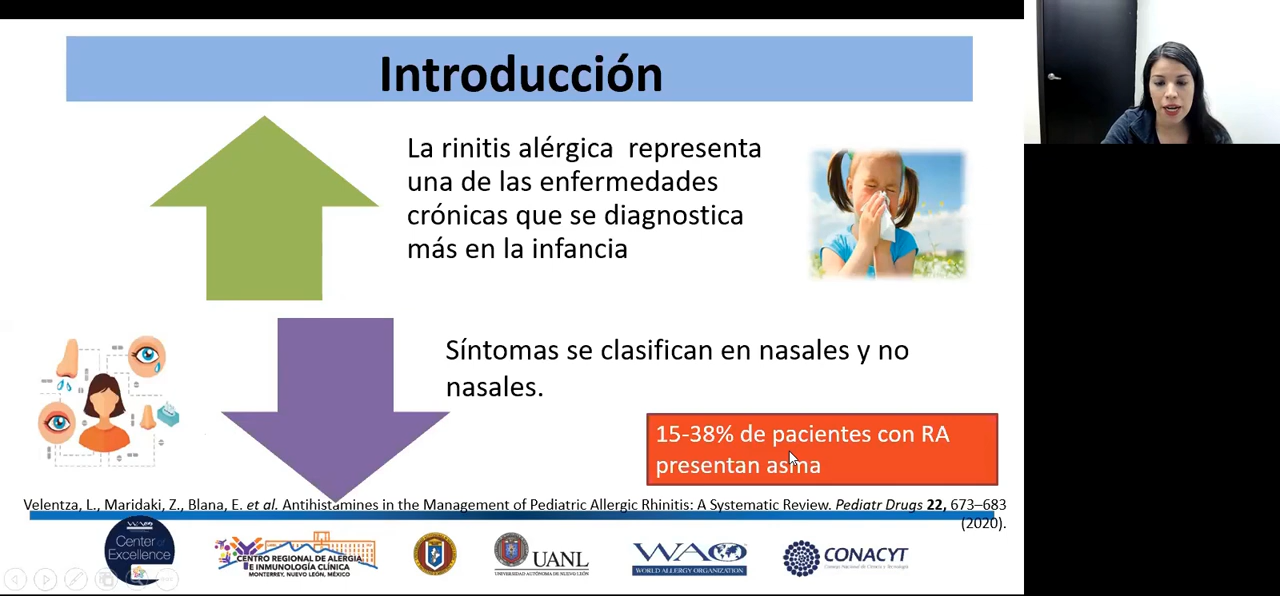 Introducción
La rinitis alérgica representa
una de las enfermedades
crónicas que se diagnostica
más en la infancia
Síntomas se clasifican en nasales y no
nasales.
15-38% de pacientes con RA
presentan asma
Velentza, L., Maridaki, Z., Blana, E. et al. Antihistamines in the Management of Pediatric Allergic Rhinitis: A Systematic Review. Pediatr Drugs 22, 673–683
(2020).
WAO
Center of
Excellence
CENTRO REGIONAL DE ALERGIA
E INMUNOLOGÍA CLÍNICA
MONTERREY, NUEVO LEÓN, MÉXICO
UANL
UNIVERSIDAD AUTÓNOMA DE NUEVO LEÓN
WAO
WORLD ALLERGY ORGANIZATION
CONACYT
Consejo Nacional de Ciencia y Tecnología